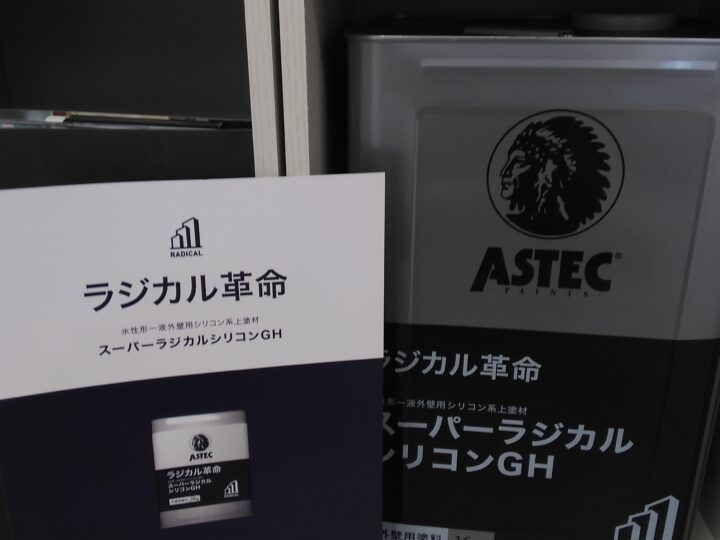 RADICAL
ラジカル革命
水性形一液外壁用シリコン系上塗材
スーパーラジカルシリコンGH
ASTEC
ラジカル革命
スーパーラジカル
シリコンGH
ASTEC®
PAINTS
ラジカル革命
形一液外壁用シリコン系上塗材
スーパーラジカル
シリコンGH
外壁用塗料